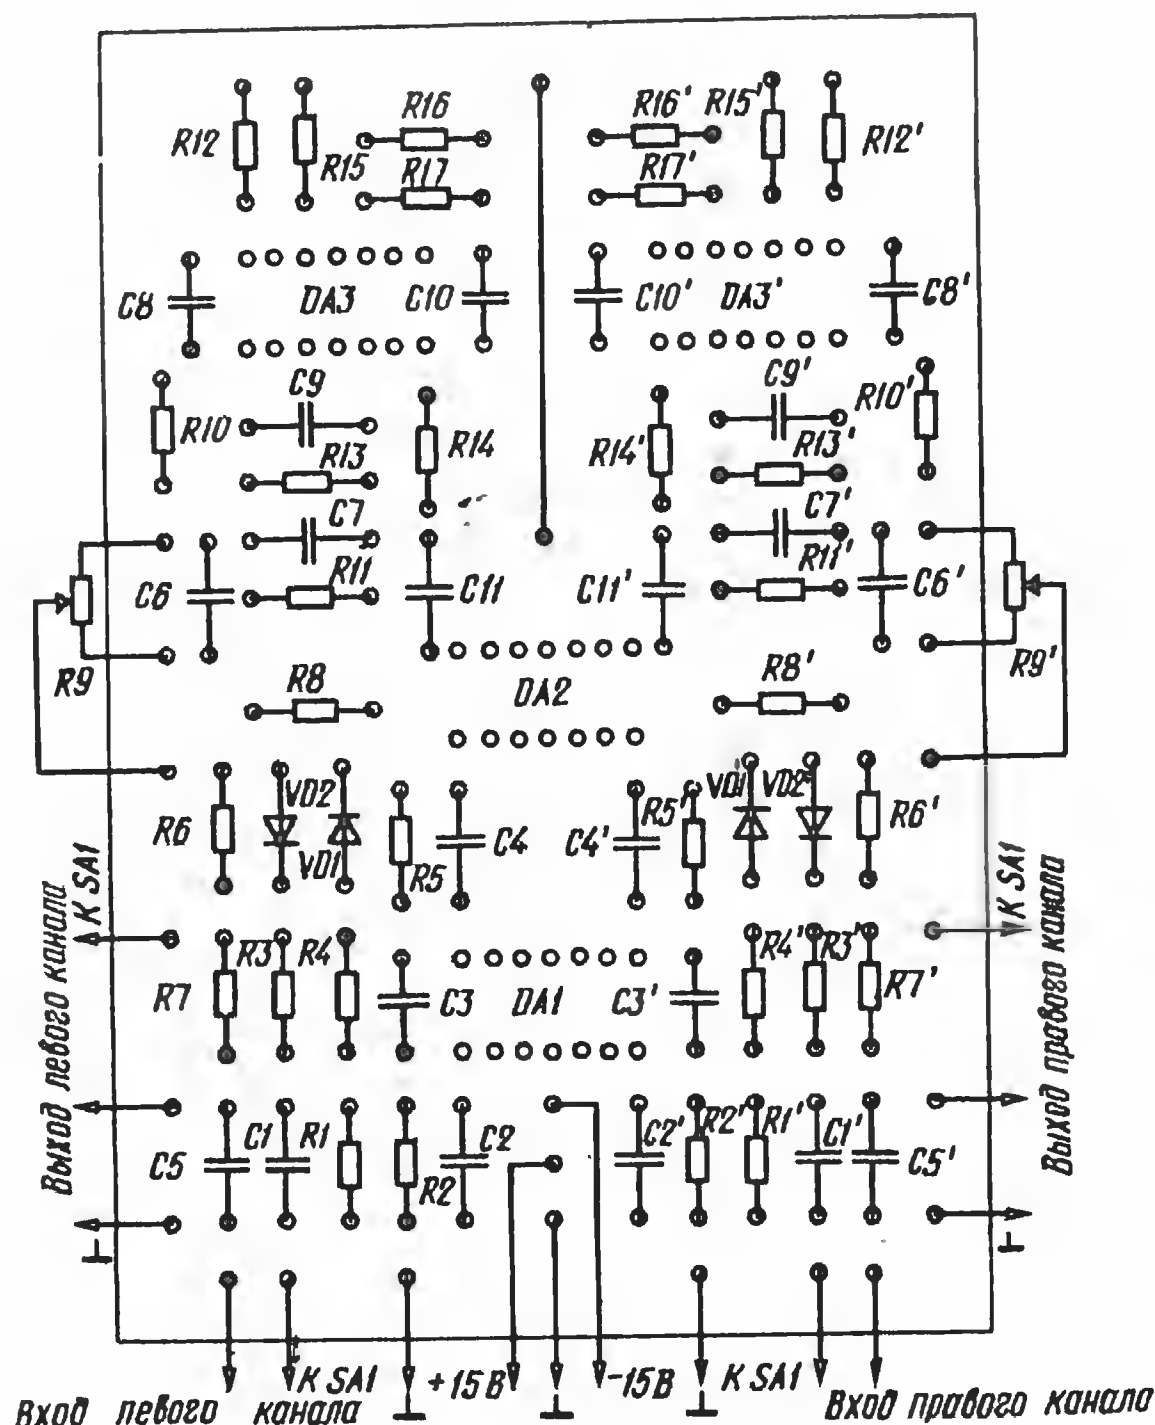 R16 R16' R15'
R12 R15 R17 R17' R12'
C8 DA3 C10 C10' DA3' C8'
C9 C9'
R10 R13 R14 R14' R13' R10'
C7 C7'
C6 R11 C11 C11' R11' C6'
R9 R8 DA2 R8' R9'
VD2 VD1' VD2'
R6 VD1 R5 C4 C4' R5' R6'
К SA1 К SA1
R7 R3 R4 C3 DA1 C3' R4' R3' R7'
Выход левого канала
Выход правого канала
C5 C1 R1 R2 C2 C2' R2' R1' C1' C5'
К SA1 +15В -15В К SA1
Вход левого канала
Вход правого канала